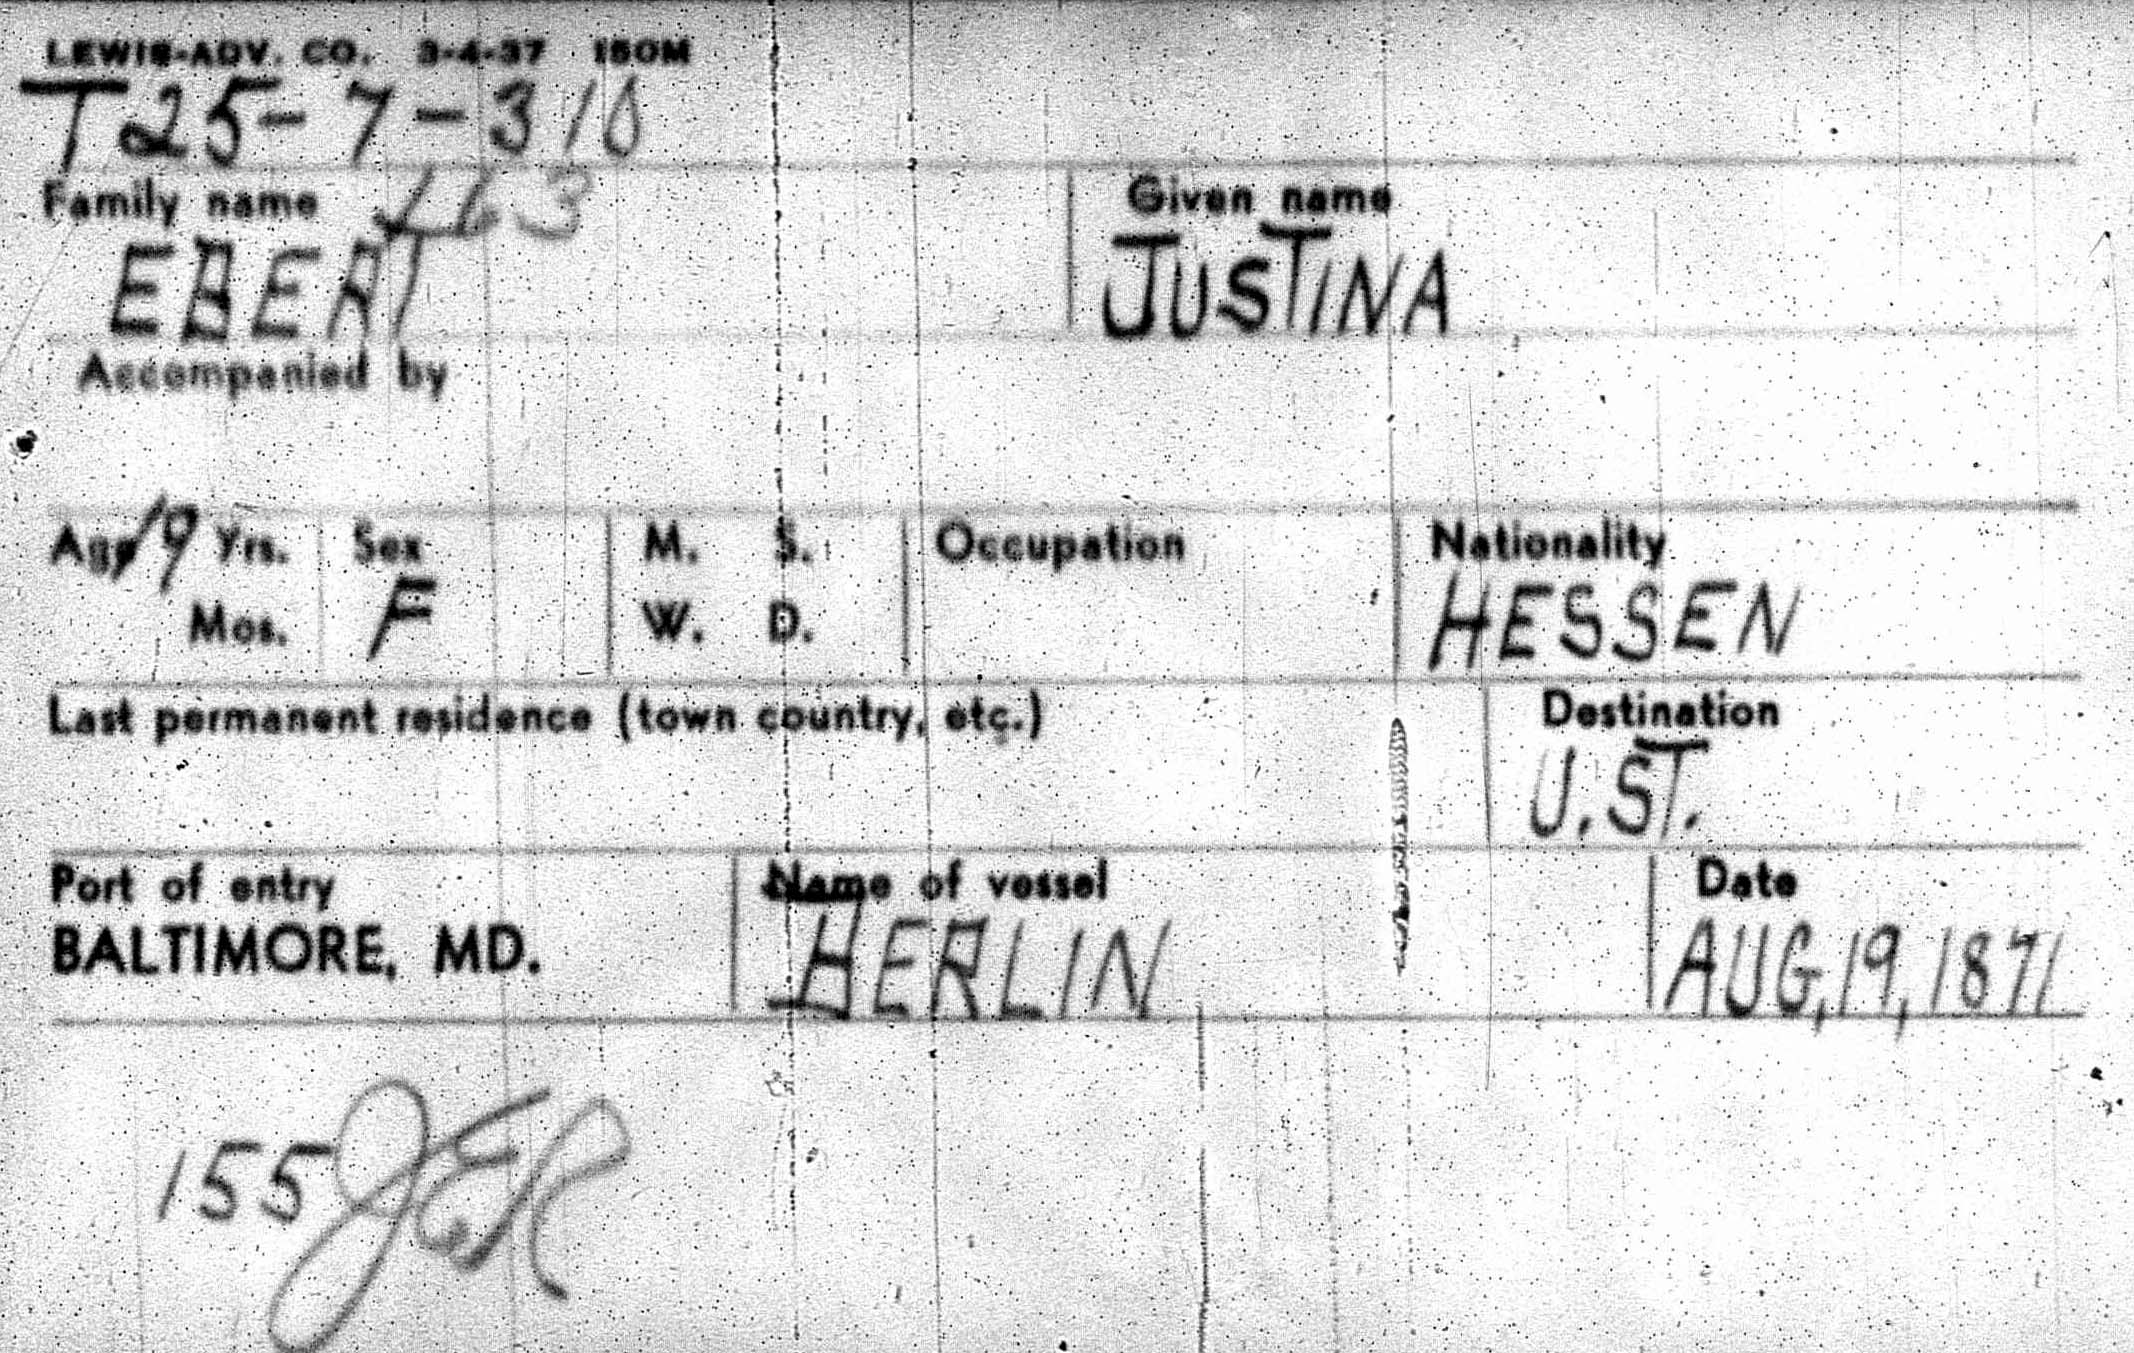 LEWIS-ADV. CO. 3-4-37 150M
T25-7-310
Family name 263 Given name
EBERT JUSTINA
Accompanied by
Age 19 Yrs. Sex M. S. Occupation Nationality
Mos. F W. D. HESSEN
Last permanent residence (town country, etc.) Destination
U.ST.
Port of entry Name of vessel Date
BALTIMORE, MD. BERLIN AUG,19,1871
155